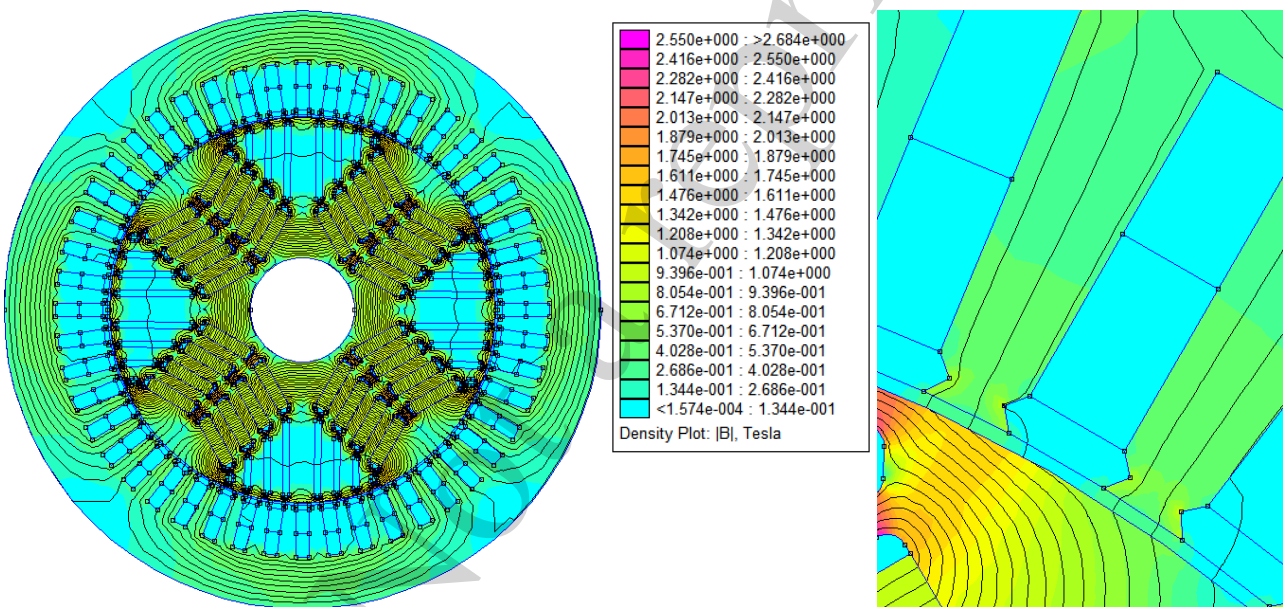 2.550e+000 : >2.684e+000
2.416e+000 : 2.550e+000
2.282e+000 : 2.416e+000
2.147e+000 : 2.282e+000
2.013e+000 : 2.147e+000
1.879e+000 : 2.013e+000
1.745e+000 : 1.879e+000
1.611e+000 : 1.745e+000
1.476e+000 : 1.611e+000
1.342e+000 : 1.476e+000
1.208e+000 : 1.342e+000
1.074e+000 : 1.208e+000
9.396e-001 : 1.074e+000
8.054e-001 : 9.396e-001
6.712e-001 : 8.054e-001
5.370e-001 : 6.712e-001
4.028e-001 : 5.370e-001
2.686e-001 : 4.028e-001
1.344e-001 : 2.686e-001
<1.574e-004 : 1.344e-001
Density Plot: |B|, Tesla